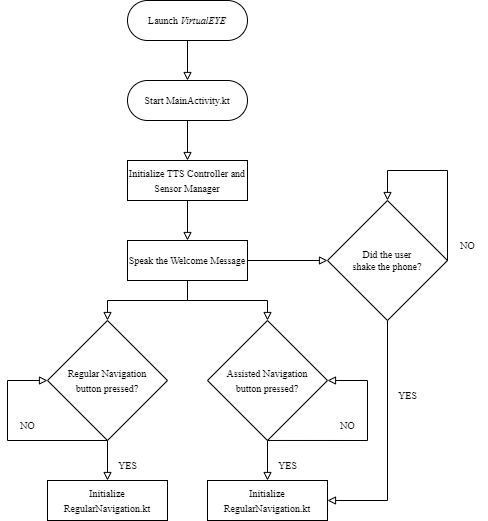 Launch VirtualEYE
Start MainActivity.kt
Initialize TTS Controller and
Sensor Manager
Speak the Welcome Message
Did the user
shake the phone?
NO
Regular Navigation
button pressed?
Assisted Navigation
button pressed?
YES
NO
NO
YES
YES
Initialize
RegularNavigation.kt
Initialize
RegularNavigation.kt